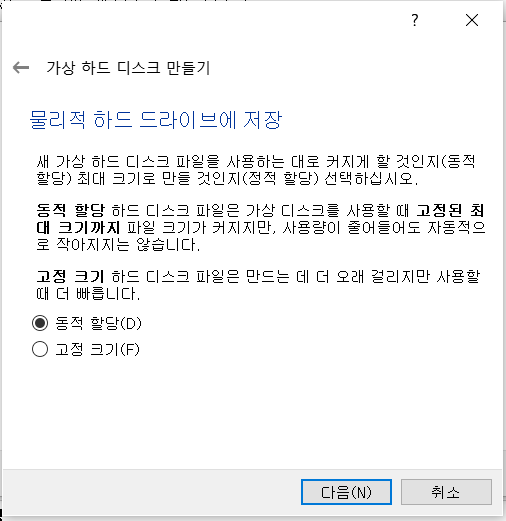 ?
가상 하드 디스크 만들기
물리적 하드 드라이브에 저장
새 가상 하드 디스크 파일을 사용하는 대로 커지게 할 것인지(동적
할당) 최대 크기로 만들 것인지(정적 할당) 선택하십시오.
동적 할당 하드 디스크 파일은 가상 디스크를 사용할 때 고정된 최
대 크기까지 파일 크기가 커지지만, 사용량이 줄어들어도 자동적으
로 작아지지는 않습니다.
고정 크기 하드 디스크 파일은 만드는 데 더 오래 걸리지만 사용할
때 더 빠릅니다.
동적 할당(D)
고정 크기(F)
다음(N)
취소